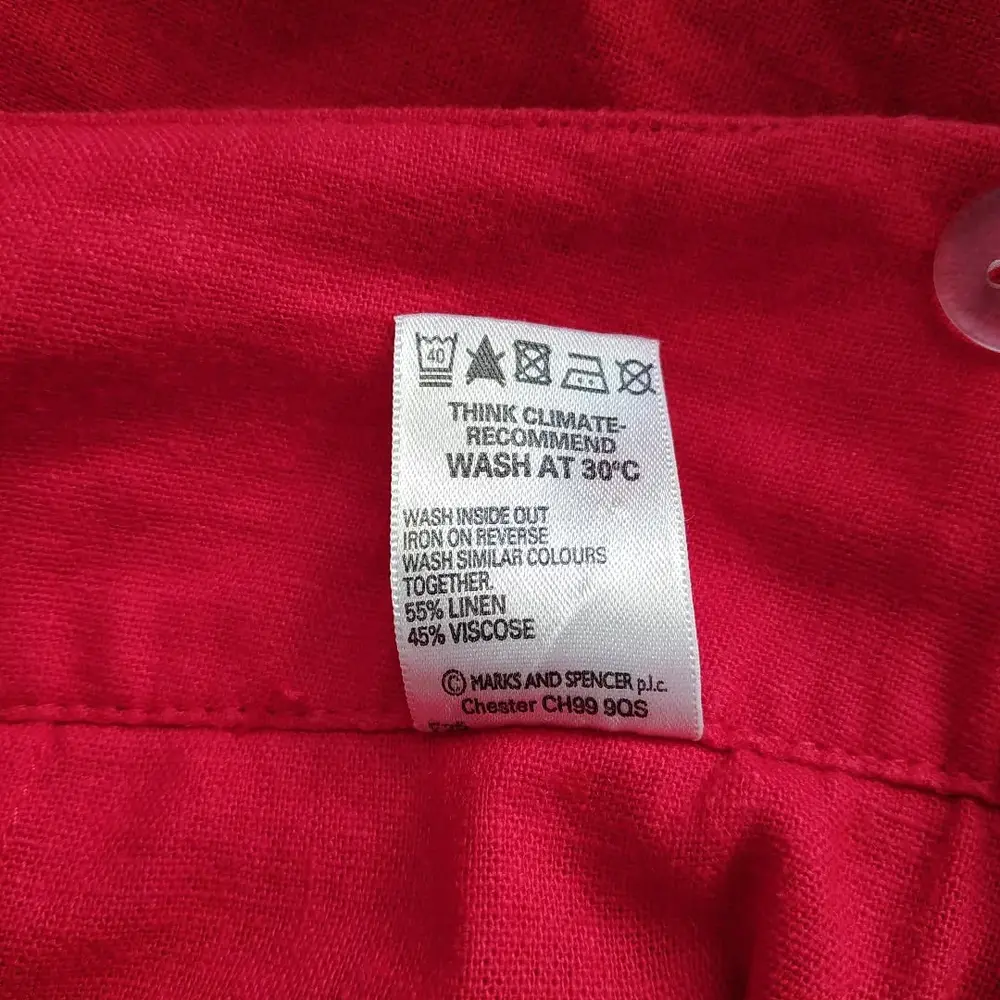 40
THINK CLIMATE-
RECOMMEND
WASH AT 30°C
WASH INSIDE OUT
IRON ON REVERSE
WASH SIMILAR COLOURS
TOGETHER.
55% LINEN
45% VISCOSE
© MARKS AND SPENCER p.l.c.
Chester CH99 9QS